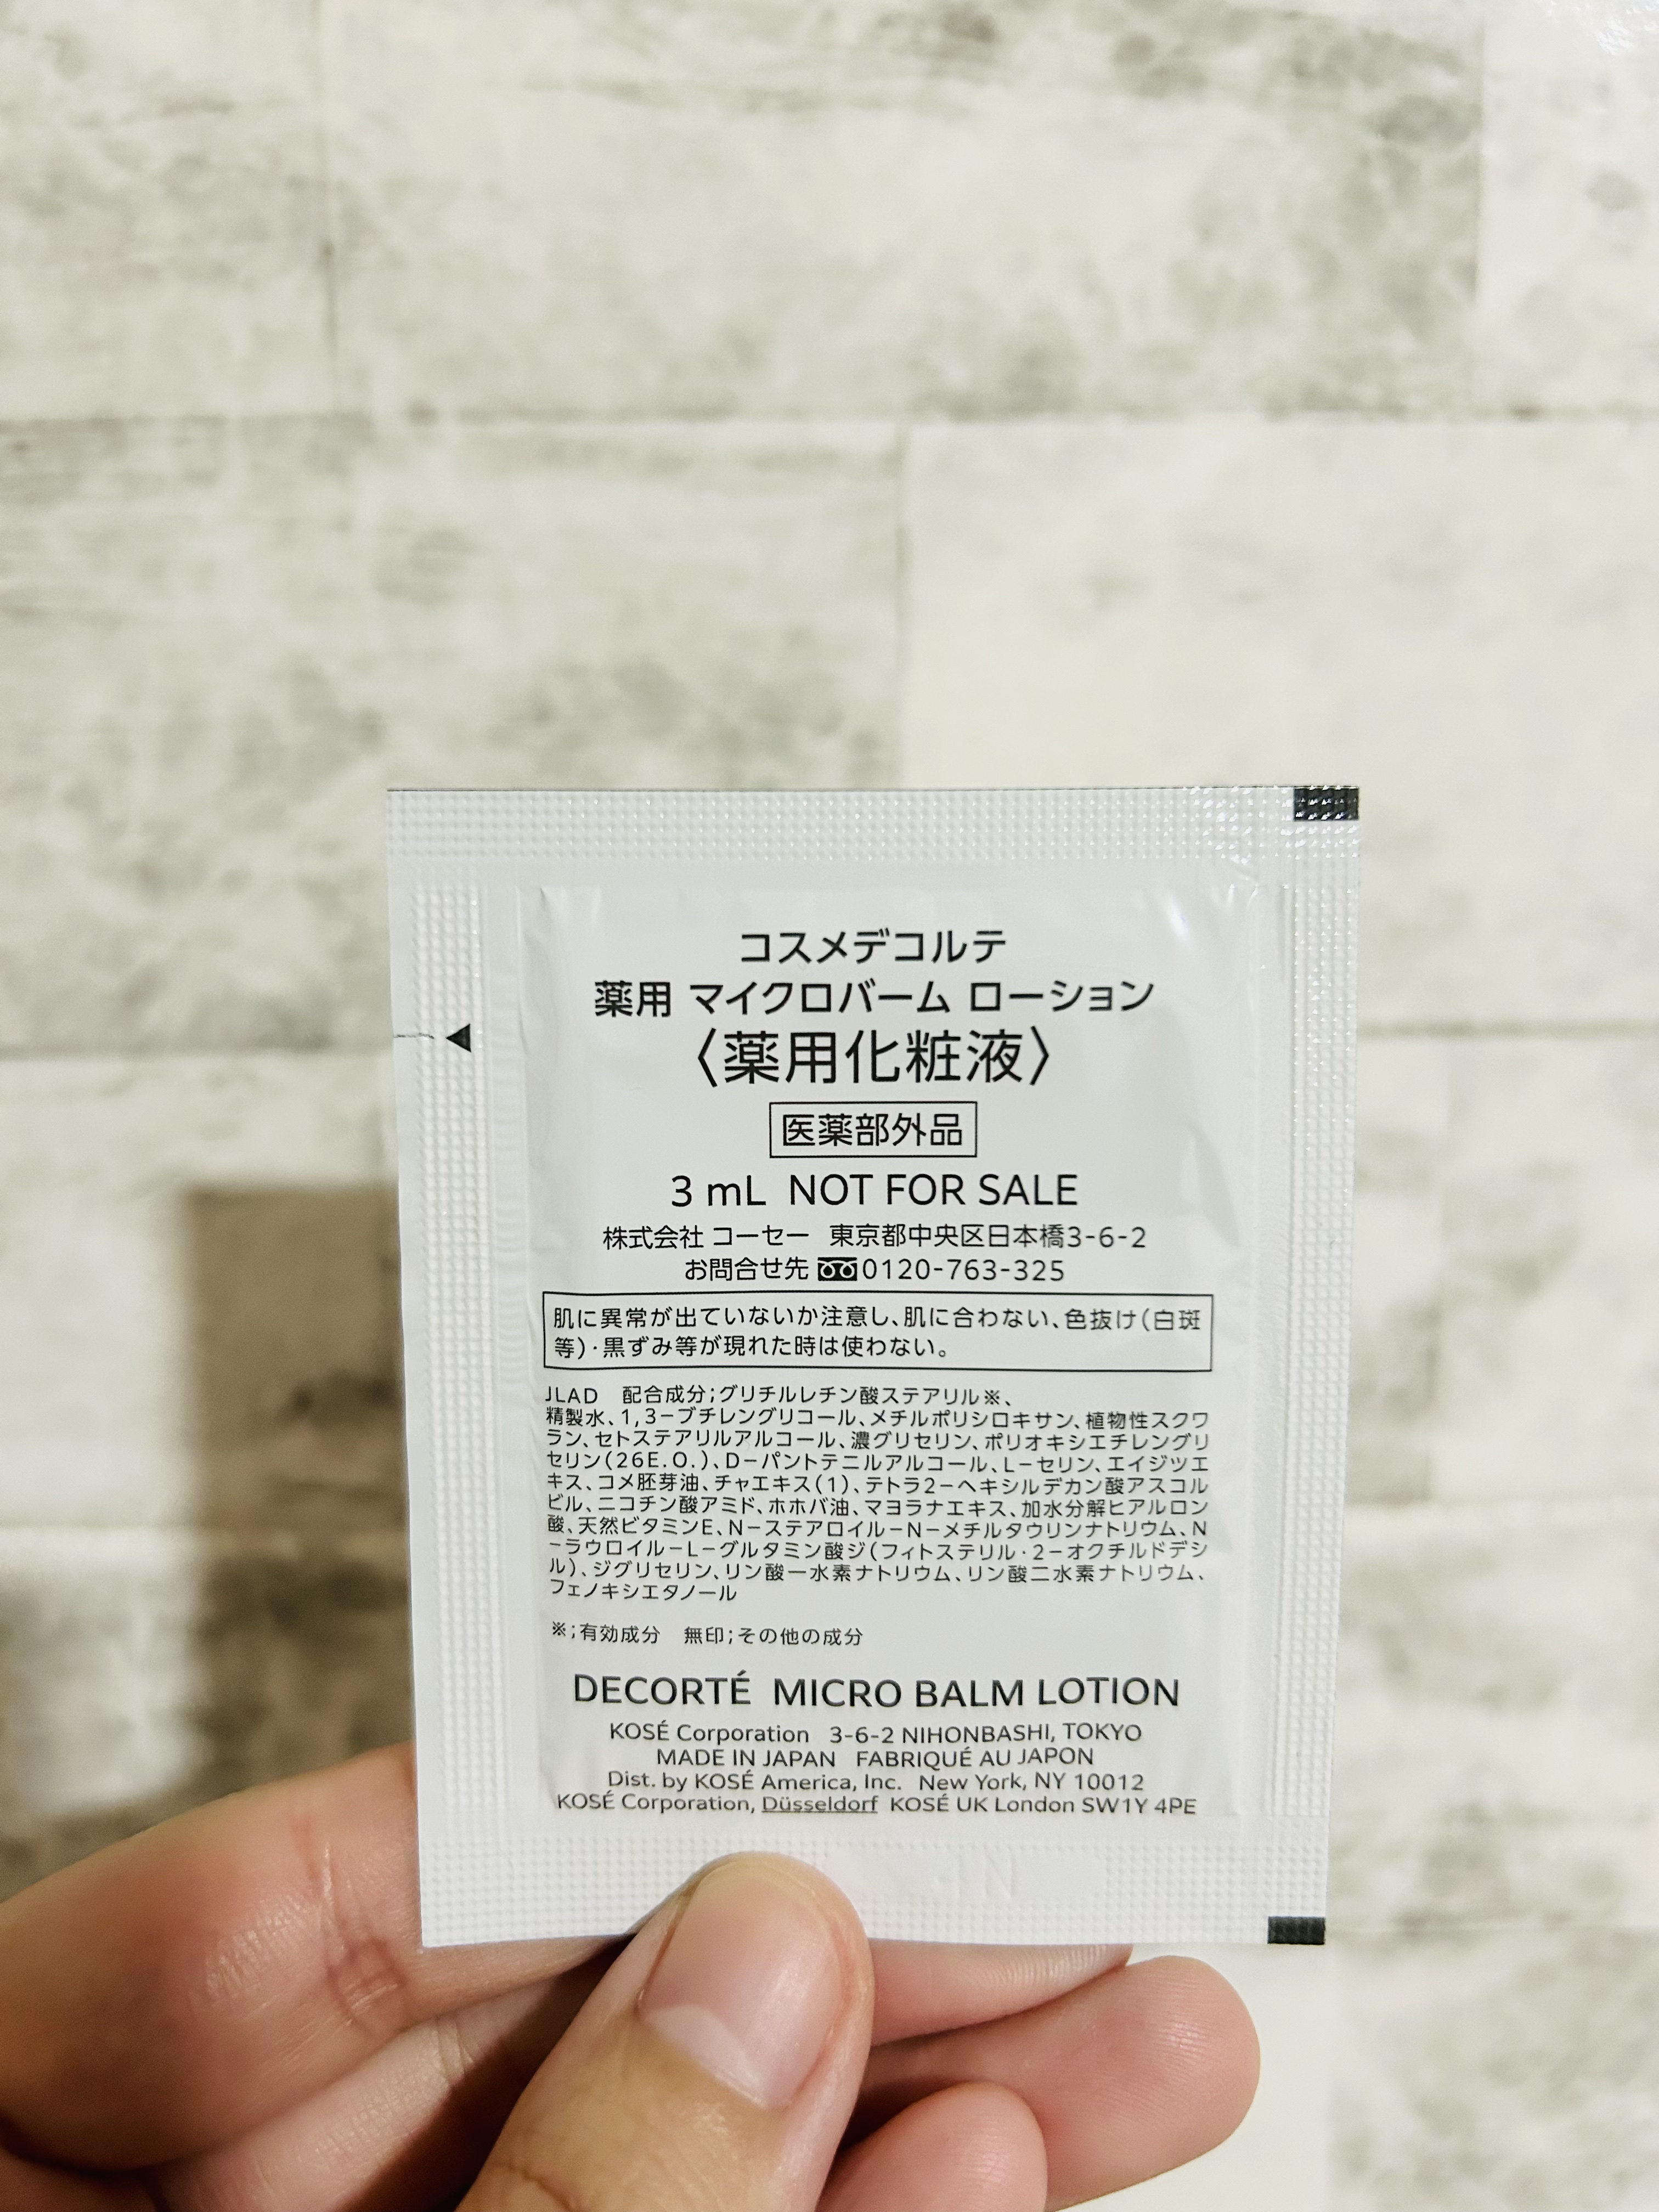 コスメデコルテ
薬用 マイクロバーム ローション
〈薬用化粧液〉
医薬部外品
3 mL NOT FOR SALE
株式会社 コーセー 東京都中央区日本橋3-6-2
お問合せ先 0120-763-325
肌に異常が出ていないか注意し、肌に合わない、色抜け(白斑
等)・黒ずみ等が現れた時は使わない。
JLAD 配合成分;グリチルレチン酸ステアリル※、
精製水、1,3-ブチレングリコール、メチルポリシロキサン、植物性スクワ
ラン、セトステアリルアルコール、濃グリセリン、ポリオキシエチレングリ
セリン(26E.O.)、D-パントテニルアルコール、L-セリン、エイジツエ
キス、コメ胚芽油、チャエキス(1)、テトラ2-ヘキシルデカン酸アスコル
ビル、ニコチン酸アミド、ホホバ油、マヨラナエキス、加水分解ヒアルロン
酸、天然ビタミンE、N-ステアロイル-N-メチルタウリンナトリウム、N
-ラウロイル-L-グルタミン酸ジ(フィトステリル・2-オクチルドデシ
ル)、ジグリセリン、リン酸一水素ナトリウム、リン酸二水素ナトリウム、
フェノキシエタノール
※;有効成分 無印;その他の成分
DECORTÉ MICRO BALM LOTION
KOSÉ Corporation 3-6-2 NIHONBASHI, TOKYO
MADE IN JAPAN FABRIQUÉ AU JAPON
Dist. by KOSÉ America, Inc. New York, NY 10012
KOSÉ Corporation, Düsseldorf KOSÉ UK London SW1Y 4PE